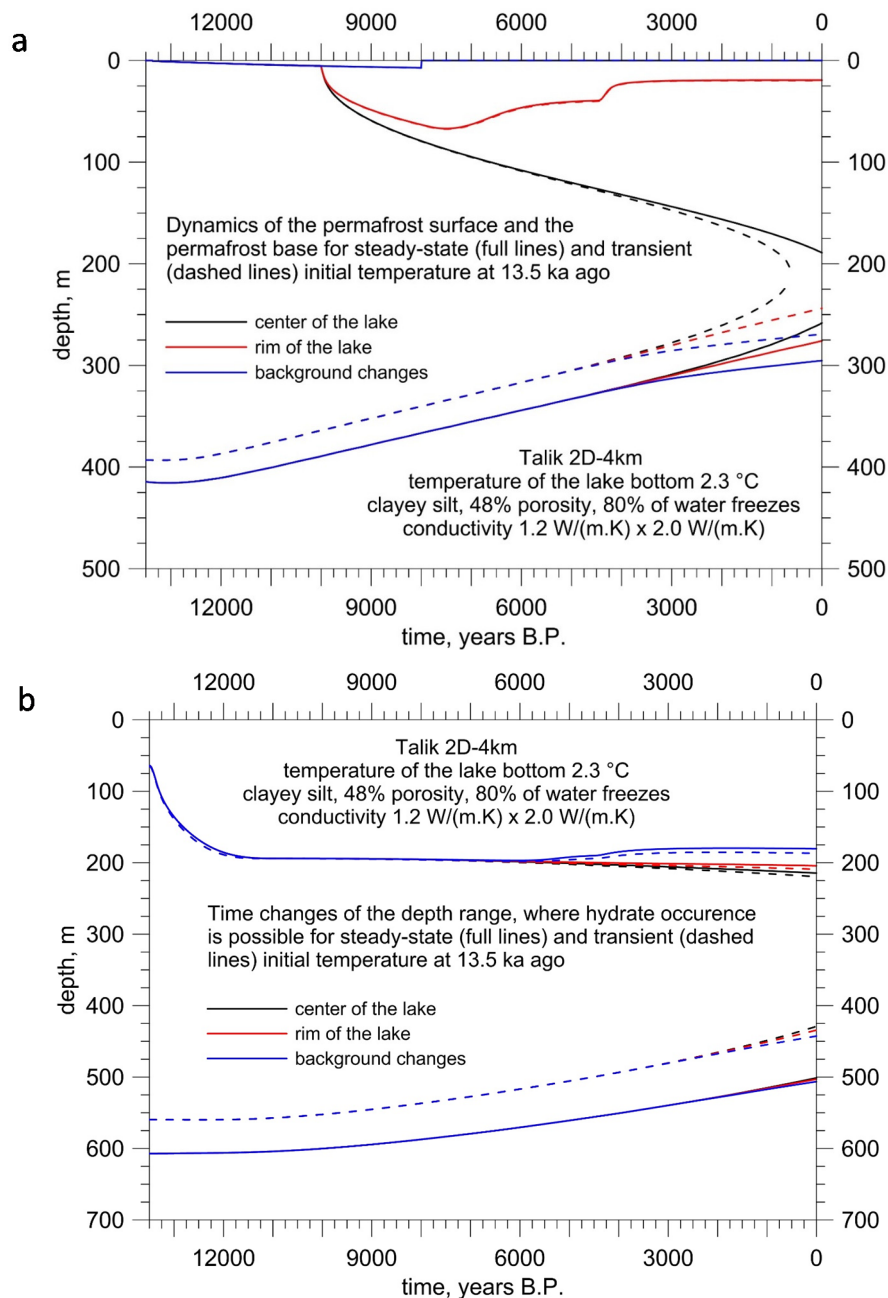 a
12000 9000 6000 3000 0
0 0
100 100
200 200
300 300
400 400
500 500
depth, m
Dynamics of the permafrost surface and the
permafrost base for steady-state (full lines) and transient
(dashed lines) initial temperature at 13.5 ka ago
center of the lake
rim of the lake
background changes
Talik 2D-4km
temperature of the lake bottom 2.3 °C
clayey silt, 48% porosity, 80% of water freezes
conductivity 1.2 W/(m.K) x 2.0 W/(m.K)
12000 9000 6000 3000 0
time, years B.P.
b
12000 9000 6000 3000 0
0 0
100 100
200 200
300 300
400 400
500 500
600 600
700 700
depth, m
Talik 2D-4km
temperature of the lake bottom 2.3 °C
clayey silt, 48% porosity, 80% of water freezes
conductivity 1.2 W/(m.K) x 2.0 W/(m.K)
Time changes of the depth range, where hydrate occurence
is possible for steady-state (full lines) and transient (dashed
lines) initial temperature at 13.5 ka ago
center of the lake
rim of the lake
background changes
12000 9000 6000 3000 0
time, years B.P.